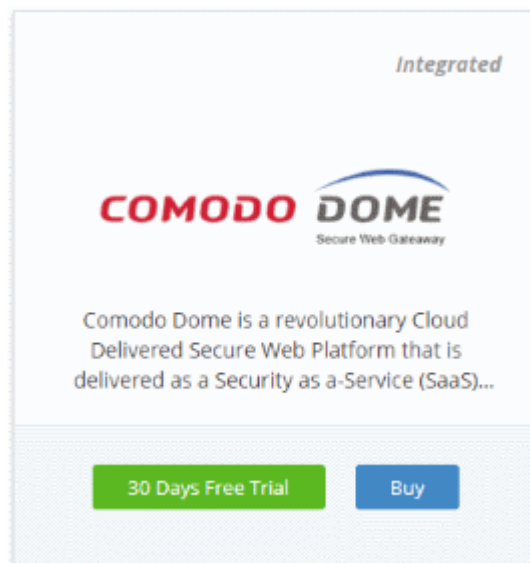 Integrated
COMODO DOME
Secure Web Gateaway
Comodo Dome is a revolutionary Cloud
Delivered Secure Web Platform that is
delivered as a Security as a-Service (SaaS)...
30 Days Free Trial Buy